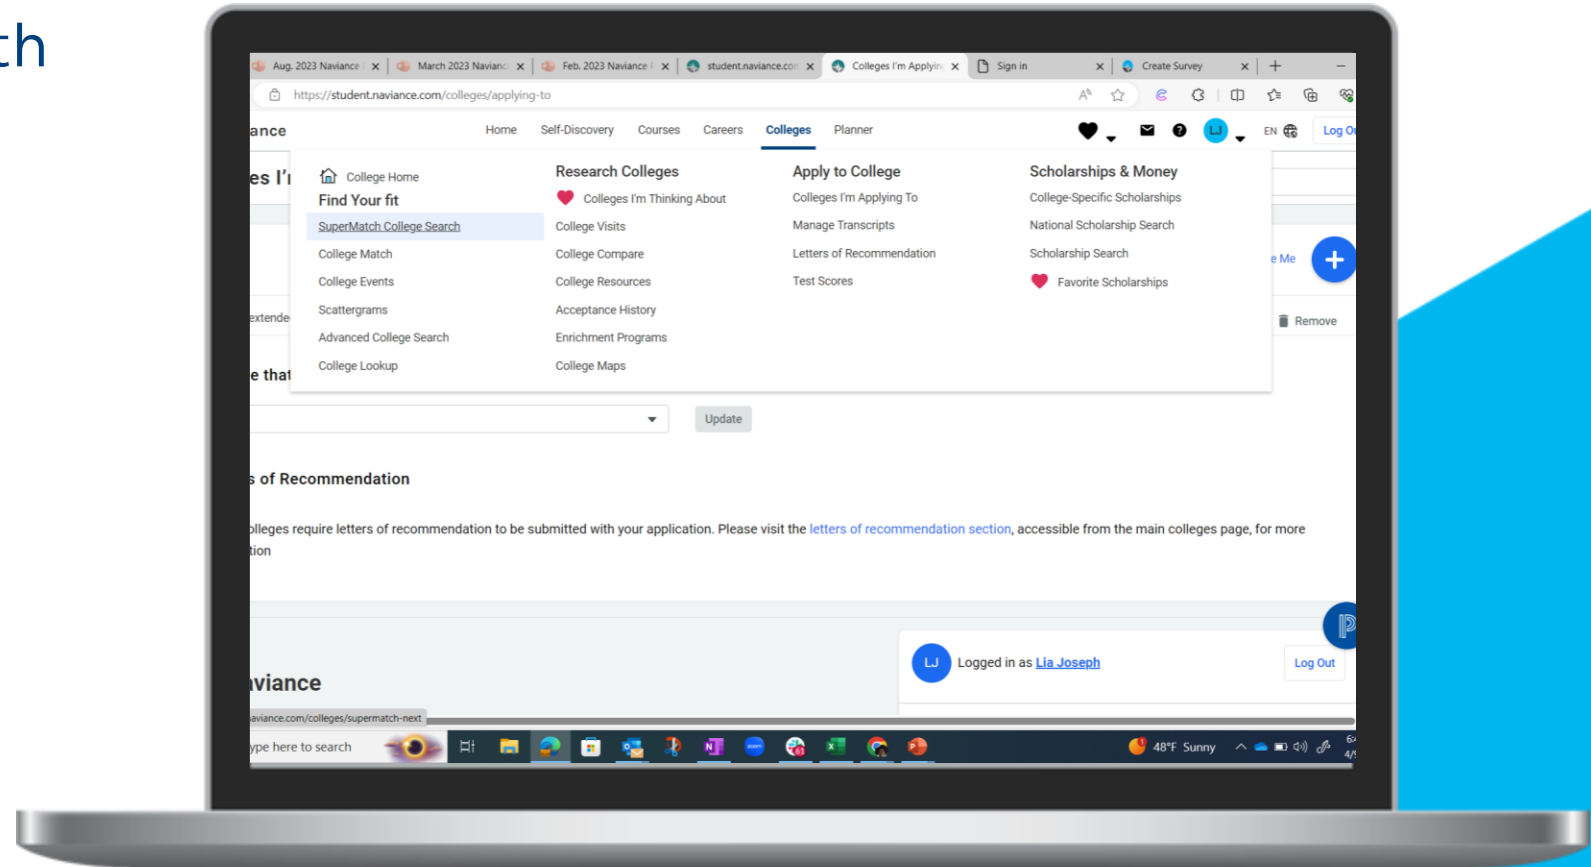 th
Aug. 2023 Naviance
March 2023 Navianc
Feb. 2023 Naviance
student.naviance.con
Colleges I'm Applyin
Sign in
Create Survey
https://student.naviance.com/colleges/applying-to
ance
Home Self-Discovery Courses Careers Colleges Planner
LJ
EN
Log Ou
es I'i
College Home
Find Your fit
SuperMatch College Search
College Match
College Events
Scattergrams
Advanced College Search
College Lookup
Research Colleges
Colleges I'm Thinking About
College Visits
College Compare
College Resources
Acceptance History
Enrichment Programs
College Maps
Apply to College
Colleges I'm Applying To
Manage Transcripts
Letters of Recommendation
Test Scores
Scholarships & Money
College-Specific Scholarships
National Scholarship Search
Scholarship Search
Favorite Scholarships
e Me
extende
Remove
e that
Update
s of Recommendation
olleges require letters of recommendation to be submitted with your application. Please visit the letters of recommendation section, accessible from the main colleges page, for more
tion
LJ
Logged in as Lia Joseph
Log Out
aviance
aviance.com/colleges/supermatch-next
ype here to search
zoom
48°F Sunny